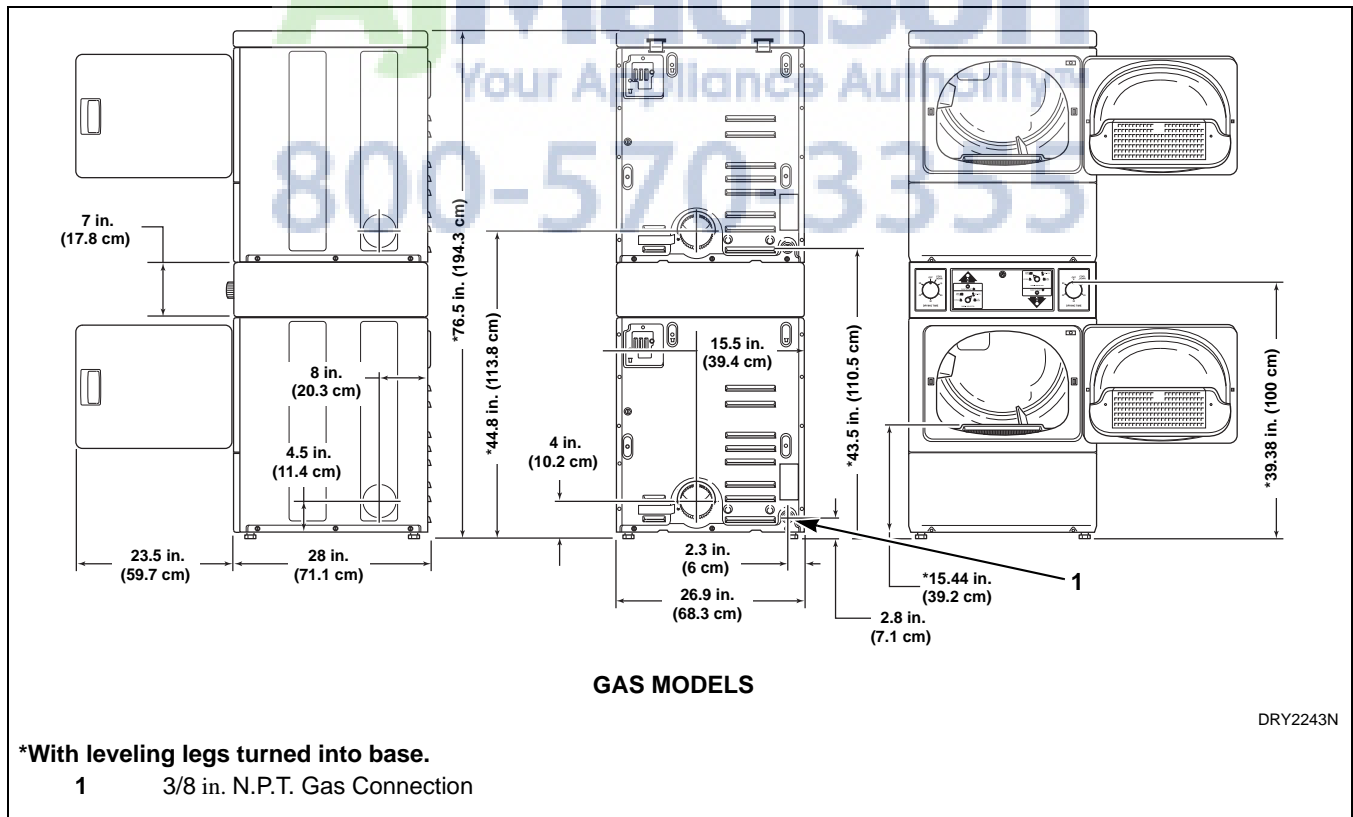 AjMadison
Your Appliance Authority™
800-570-3355
7 in.
(17.8 cm)
8 in.
(20.3 cm)
4.5 in.
(11.4 cm)
23.5 in.
(59.7 cm)
28 in.
(71.1 cm)
*76.5 in. (194.3 cm)
*44.8 in. (113.8 cm)
15.5 in.
(39.4 cm)
4 in.
(10.2 cm)
2.3 in.
(6 cm)
26.9 in.
(68.3 cm)
*43.5 in. (110.5 cm)
2.8 in.
(7.1 cm)
*15.44 in.
(39.2 cm)
*39.38 in. (100 cm)
1
GAS MODELS
DRY2243N
*With leveling legs turned into base.
1 3/8 in. N.P.T. Gas Connection